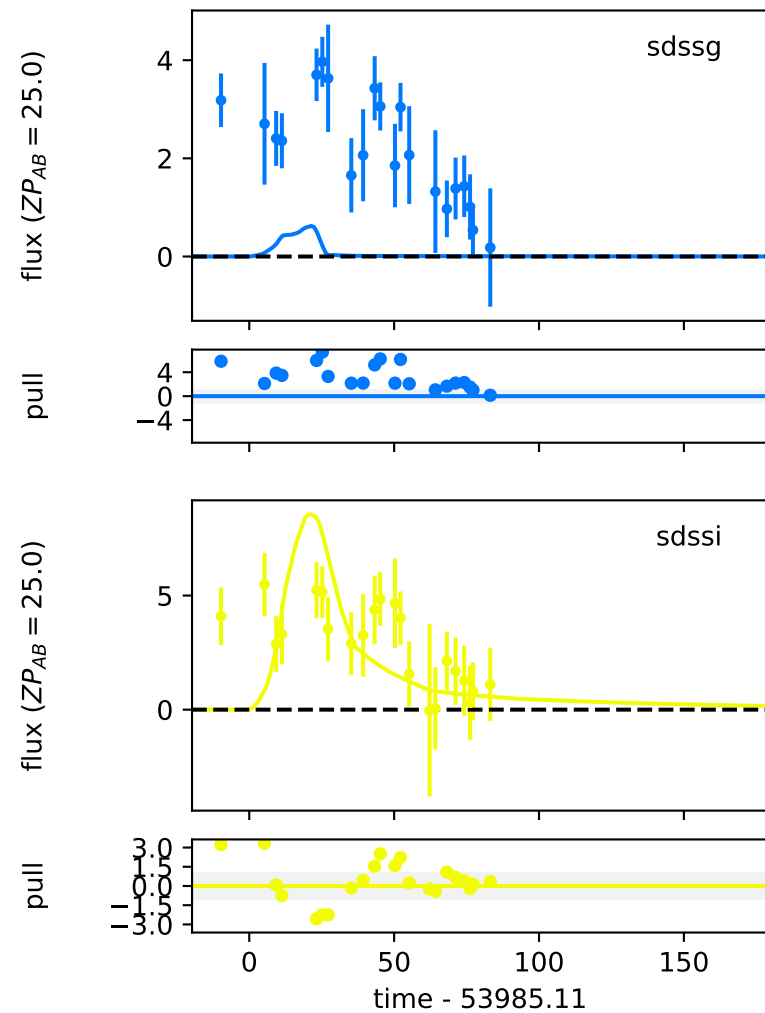 sdssg
flux ($ZP_{AB}$ = 25.0)
4
2
0
pull
4
0
−4
sdssi
flux ($ZP_{AB}$ = 25.0)
5
0
pull
3.0
1.5
0.0
−1.5
−3.0
0 50 100 150
time - 53985.11